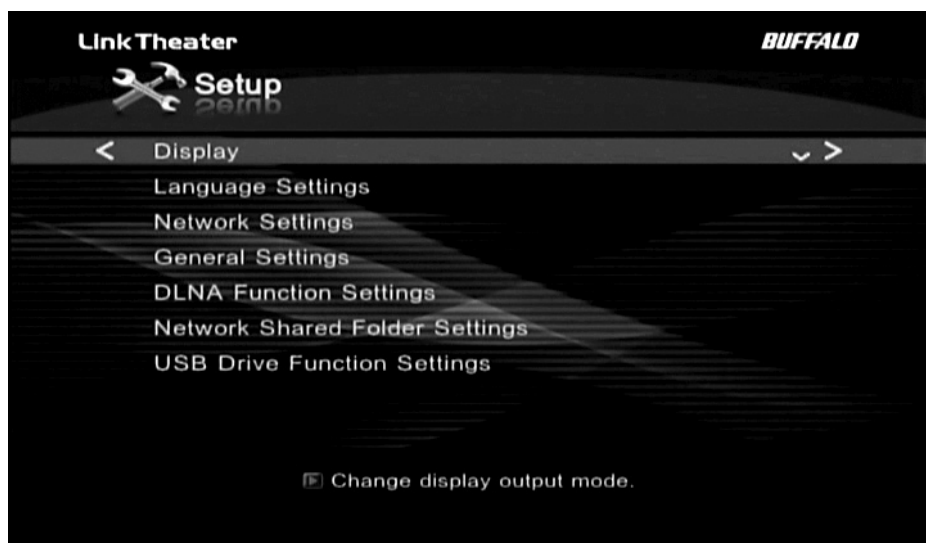 LinkTheater
BUFFALO
Setup
Display
Language Settings
Network Settings
General Settings
DLNA Function Settings
Network Shared Folder Settings
USB Drive Function Settings
Change display output mode.